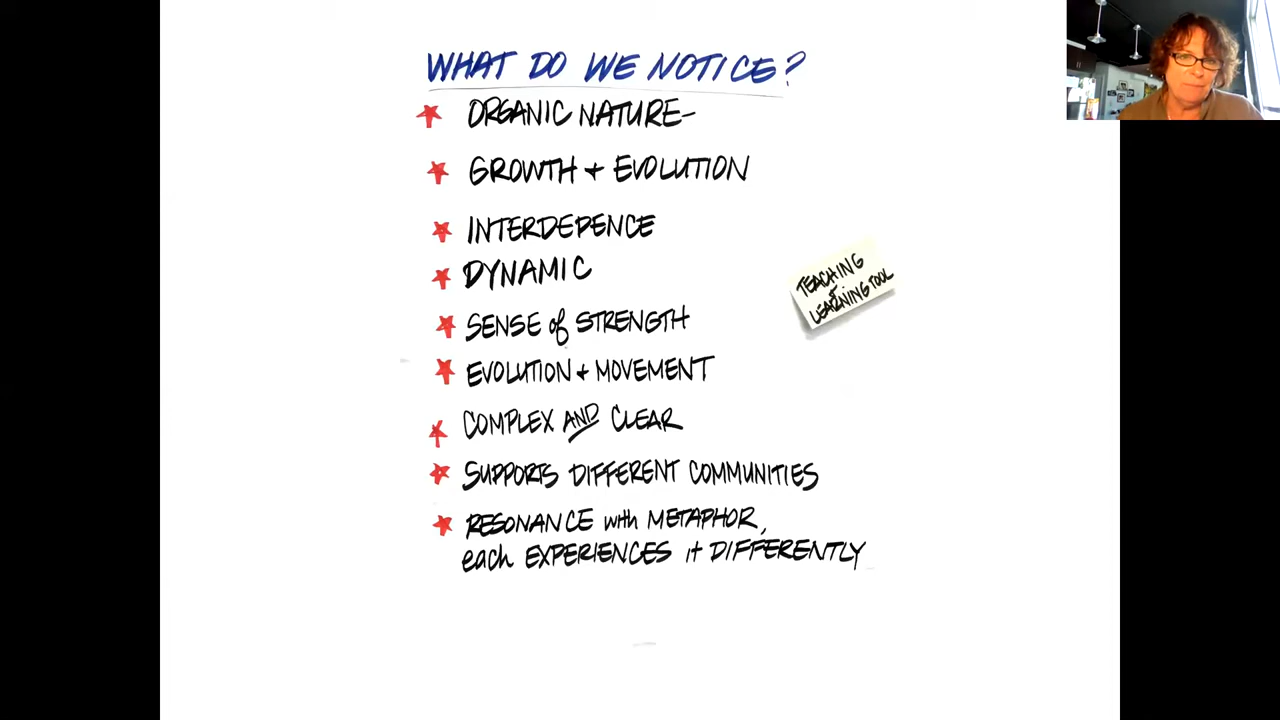 WHAT DO WE NOTICE?
ORGANIC NATURE-
GROWTH + EVOLUTION
INTERDEPENCE
DYNAMIC
SENSE of STRENGTH
EVOLUTION + MOVEMENT
COMPLEX AND CLEAR
SUPPORTS DIFFERENT COMMUNITIES
RESONANCE with METAPHOR,
each EXPERIENCES it DIFFERENTLY
TEACHING
&
LEARNING TOOL